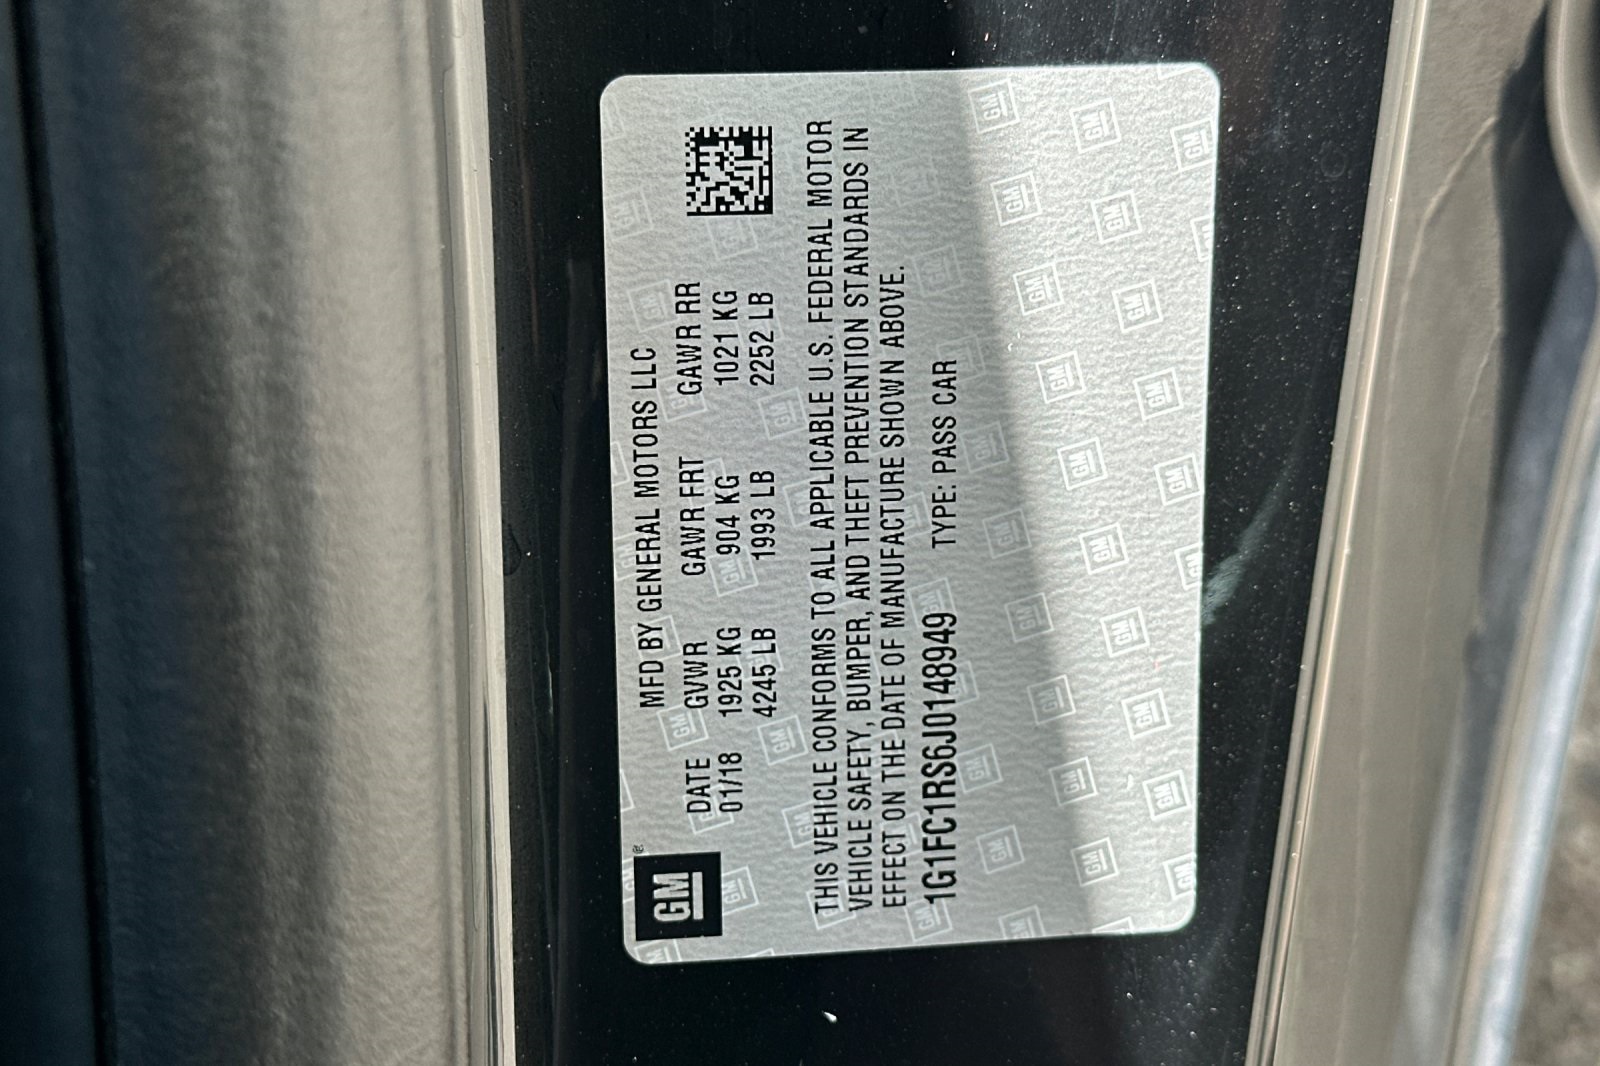 GM®
MFD BY GENERAL MOTORS LLC
DATE GVWR GAWR FRT GAWR RR
01/18 1925 KG 904 KG 1021 KG
4245 LB 1993 LB 2252 LB
THIS VEHICLE CONFORMS TO ALL APPLICABLE U.S. FEDERAL MOTOR
VEHICLE SAFETY, BUMPER, AND THEFT PREVENTION STANDARDS IN
EFFECT ON THE DATE OF MANUFACTURE SHOWN ABOVE.
1G1FC1RS6J0148949 TYPE: PASS CAR